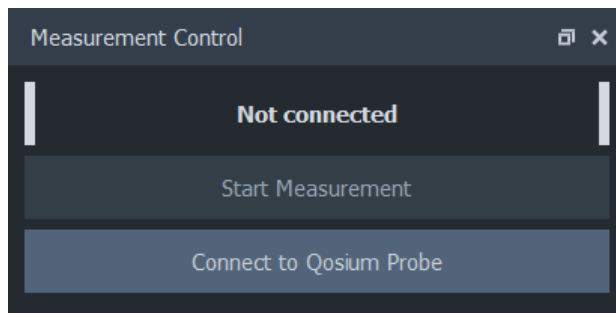 Measurement Control
Not connected
Start Measurement
Connect to Qosium Probe